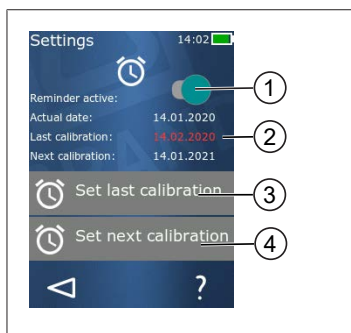 Settings 14:02
Reminder active: 1
Actual date: 14.01.2020
Last calibration: 14.02.2020 2
Next calibration: 14.01.2021
Set last calibration 3
Set next calibration 4
?